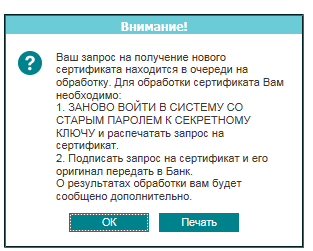 Внимание!
?
Ваш запрос на получение нового
сертификата находится в очереди на
обработку. Для обработки сертификата Вам
необходимо:
1. ЗАНОВО ВОЙТИ В СИСТЕМУ СО
СТАРЫМ ПАРОЛЕМ К СЕКРЕТНОМУ
КЛЮЧУ и распечатать запрос на
сертификат.
2. Подписать запрос на сертификат и его
оригинал передать в Банк.
О результатах обработки вам будет
сообщено дополнительно.
ОК
Печать